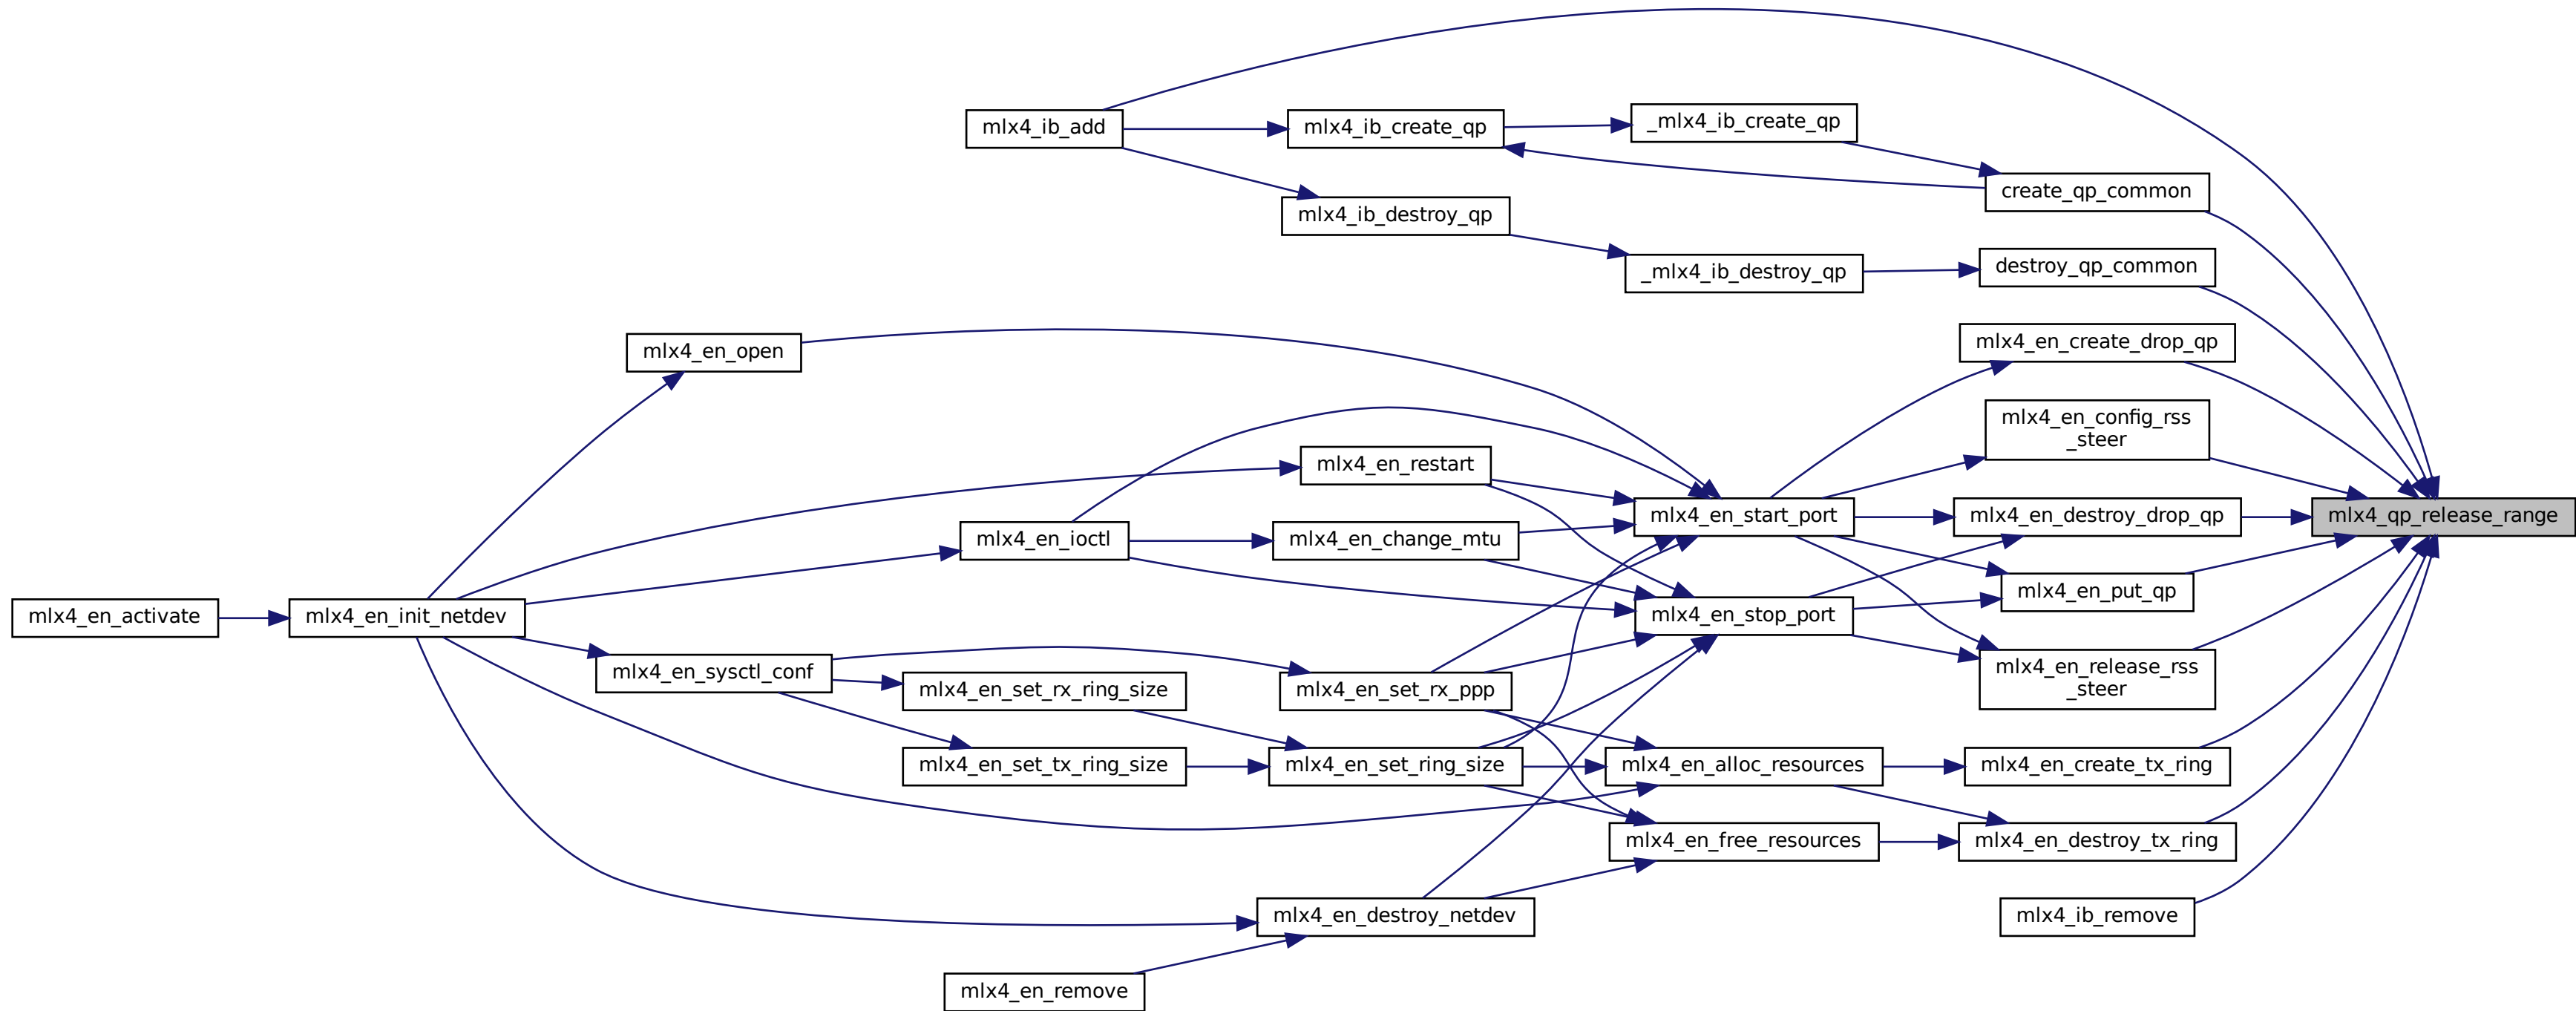 mlx4_ib_add
mlx4_ib_create_qp
_mlx4_ib_create_qp
create_qp_common
mlx4_ib_destroy_qp
_mlx4_ib_destroy_qp
destroy_qp_common
mlx4_en_open
mlx4_en_create_drop_qp
mlx4_en_config_rss
_steer
mlx4_en_restart
mlx4_en_start_port
mlx4_en_destroy_drop_qp
mlx4_qp_release_range
mlx4_en_ioctl
mlx4_en_change_mtu
mlx4_en_put_qp
mlx4_en_activate
mlx4_en_init_netdev
mlx4_en_stop_port
mlx4_en_sysctl_conf
mlx4_en_release_rss
_steer
mlx4_en_set_rx_ring_size
mlx4_en_set_rx_ppp
mlx4_en_set_tx_ring_size
mlx4_en_set_ring_size
mlx4_en_alloc_resources
mlx4_en_create_tx_ring
mlx4_en_free_resources
mlx4_en_destroy_tx_ring
mlx4_en_destroy_netdev
mlx4_ib_remove
mlx4_en_remove